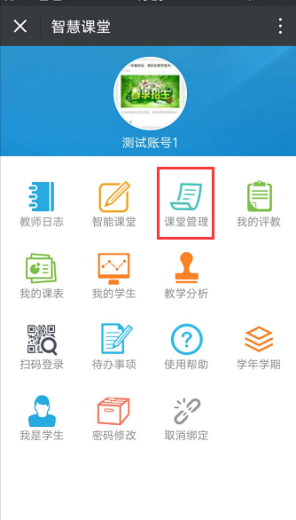 智慧课堂
春季招生
测试账号1
教师日志 智能课堂 课堂管理 我的评教
我的课表 我的学生 教学分析
扫码登录 待办事项 使用帮助 学年学期
我是学生 密码修改 取消绑定